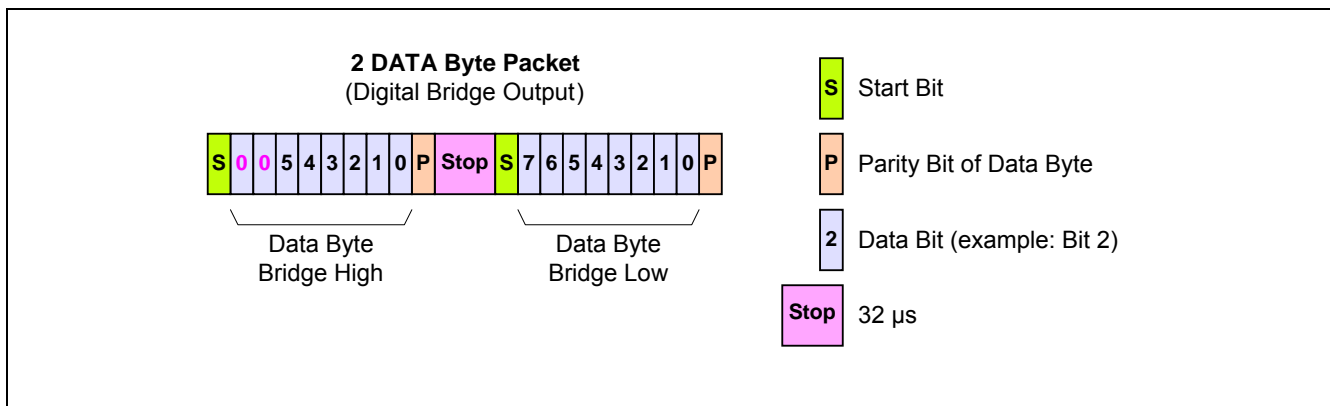 2 DATA Byte Packet
(Digital Bridge Output)
S 0 0 5 4 3 2 1 0 P Stop S 7 6 5 4 3 2 1 0 P
Data Byte
Bridge High
Data Byte
Bridge Low
S Start Bit
P Parity Bit of Data Byte
2 Data Bit (example: Bit 2)
Stop 32 µs